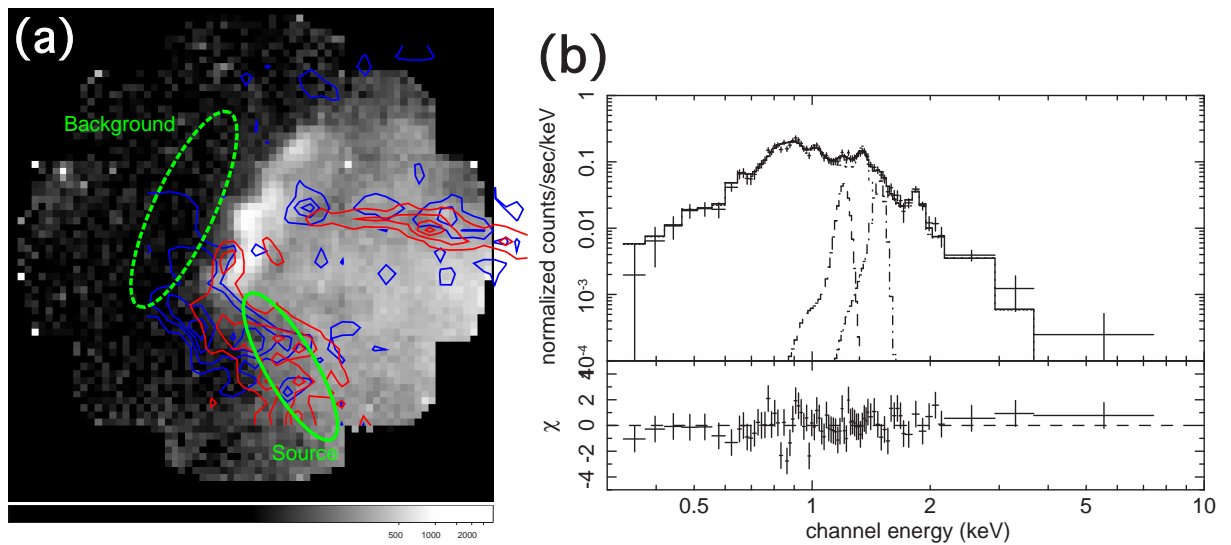 (a)
Background
Source
500 1000 2000
(b)
normalized counts/sec/keV
1
0.1
0.01
10-3
10-4
χ
4
2
0
-2
-4
0.5 1 2 5 10
channel energy (keV)